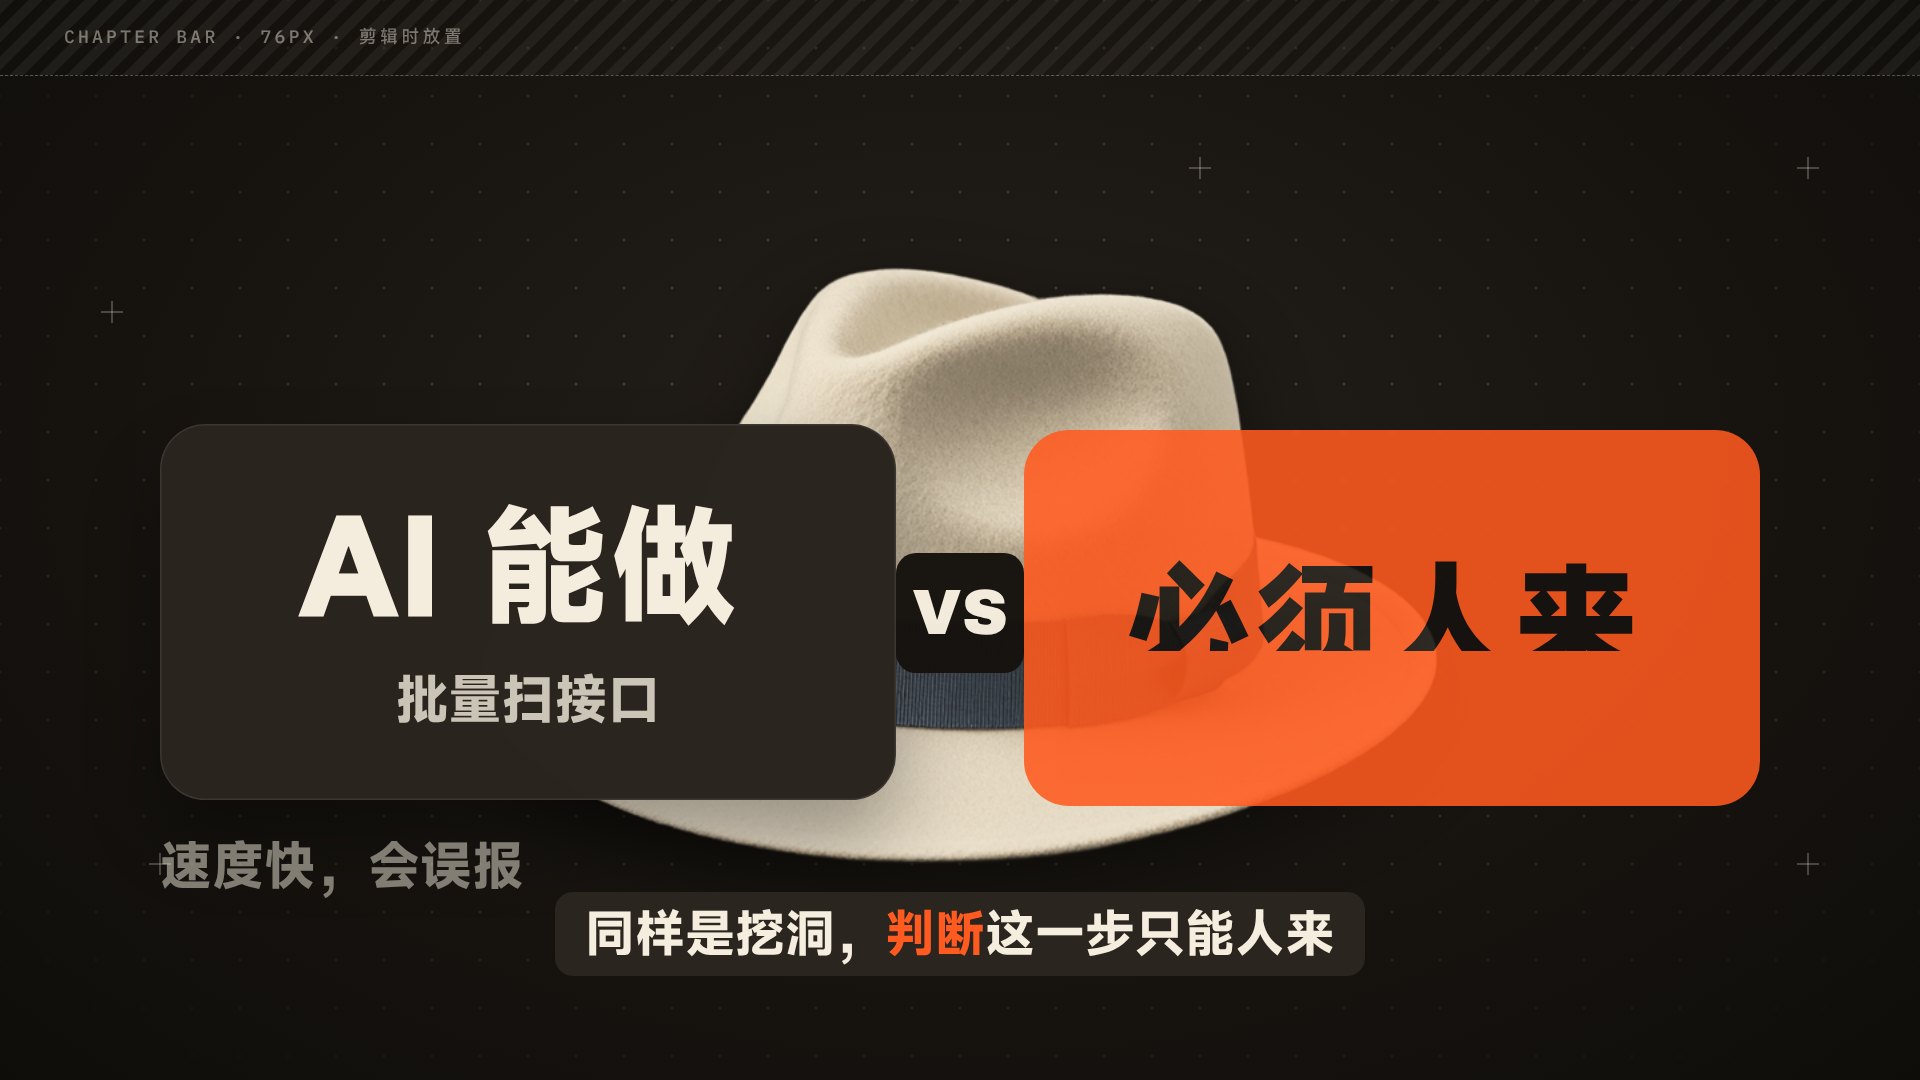 CHAPTER BAR · 76PX · 剪辑时放置
AI 能做
批量扫接口
VS
必须人来
速度快，会误报
同样是挖洞，判断这一步只能人来